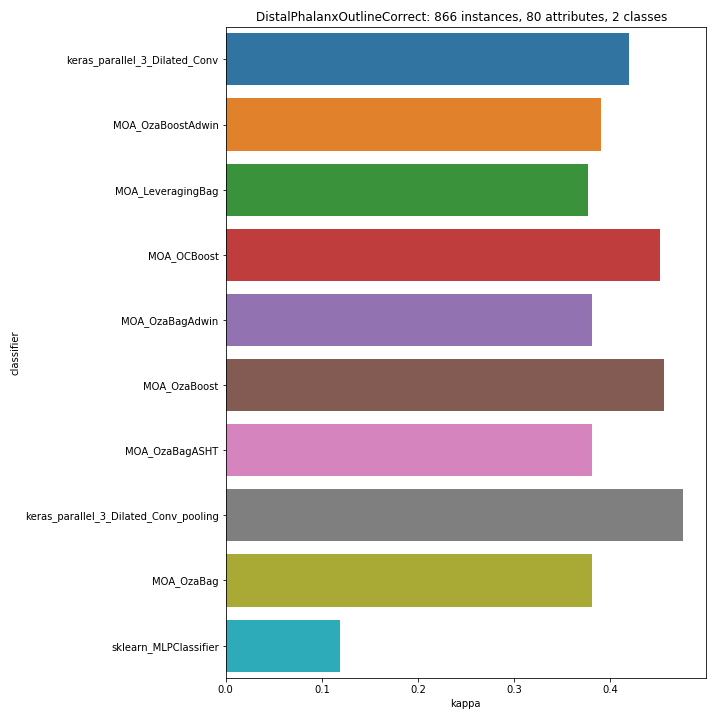 DistalPhalanxOutlineCorrect: 866 instances, 80 attributes, 2 classes
keras_parallel_3_Dilated_Conv
MOA_OzaBoostAdwin
MOA_LeveragingBag
MOA_OCBoost
MOA_OzaBagAdwin
MOA_OzaBoost
MOA_OzaBagASHT
keras_parallel_3_Dilated_Conv_pooling
MOA_OzaBag
sklearn_MLPClassifier
classifier
0.0 0.1 0.2 0.3 0.4
kappa